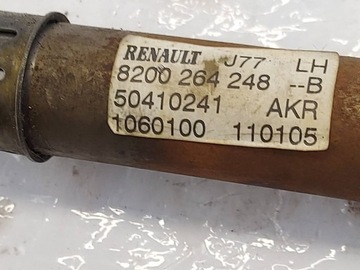 RENAULT J77 LH
8200 264 248 --B
50410241 AKR
1060100 110105